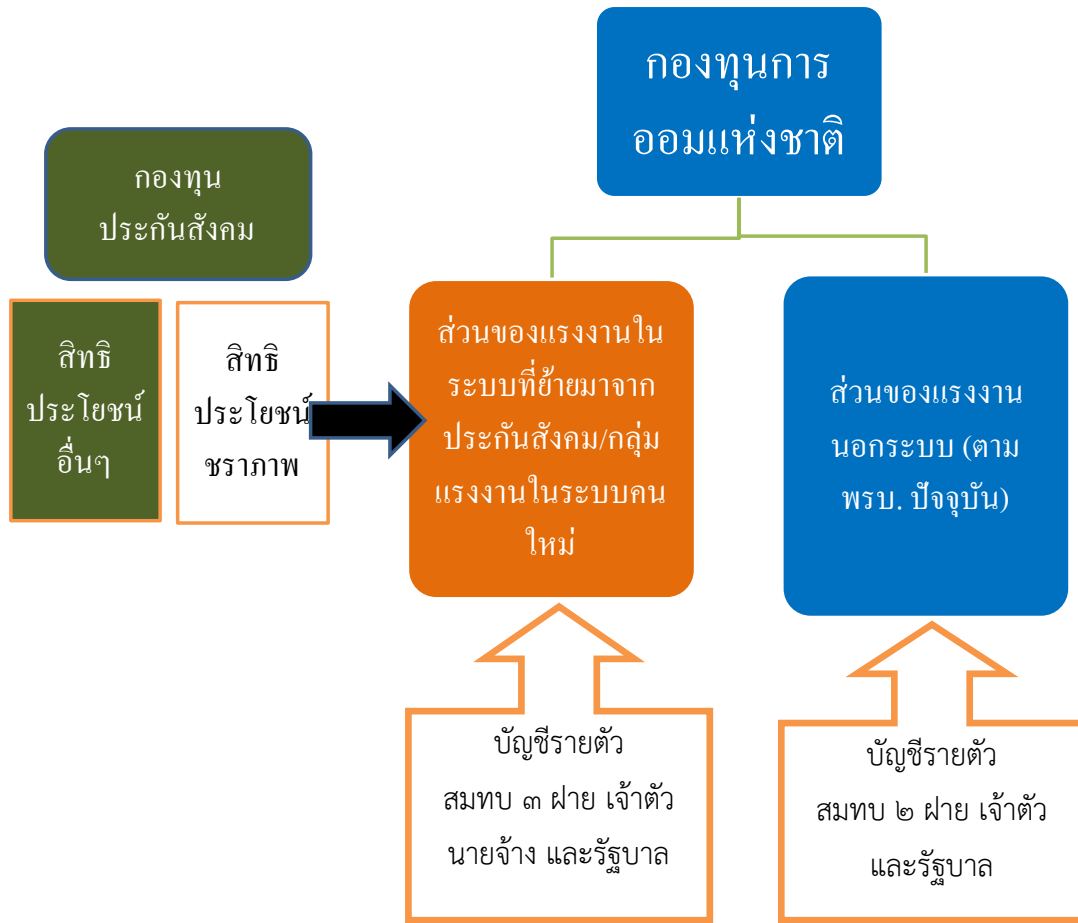 กองทุนการ
ออมแห่งชาติ
กองทุน
ประกันสังคม
สิทธิ
ประโยชน์
อื่นๆ
สิทธิ
ประโยชน์
ชราภาพ
ส่วนของแรงงานใน
ระบบที่ย้ายมาจาก
ประกันสังคม/กลุ่ม
แรงงานในระบบคน
ใหม่
ส่วนของแรงงาน
นอกระบบ (ตาม
พรบ. ปัจจุบัน)
บัญชีรายตัว
สมทบ ๓ ฝาย เจ้าตัว
นายจ้าง และรัฐบาล
บัญชีรายตัว
สมทบ ๒ ฝาย เจ้าตัว
และรัฐบาล